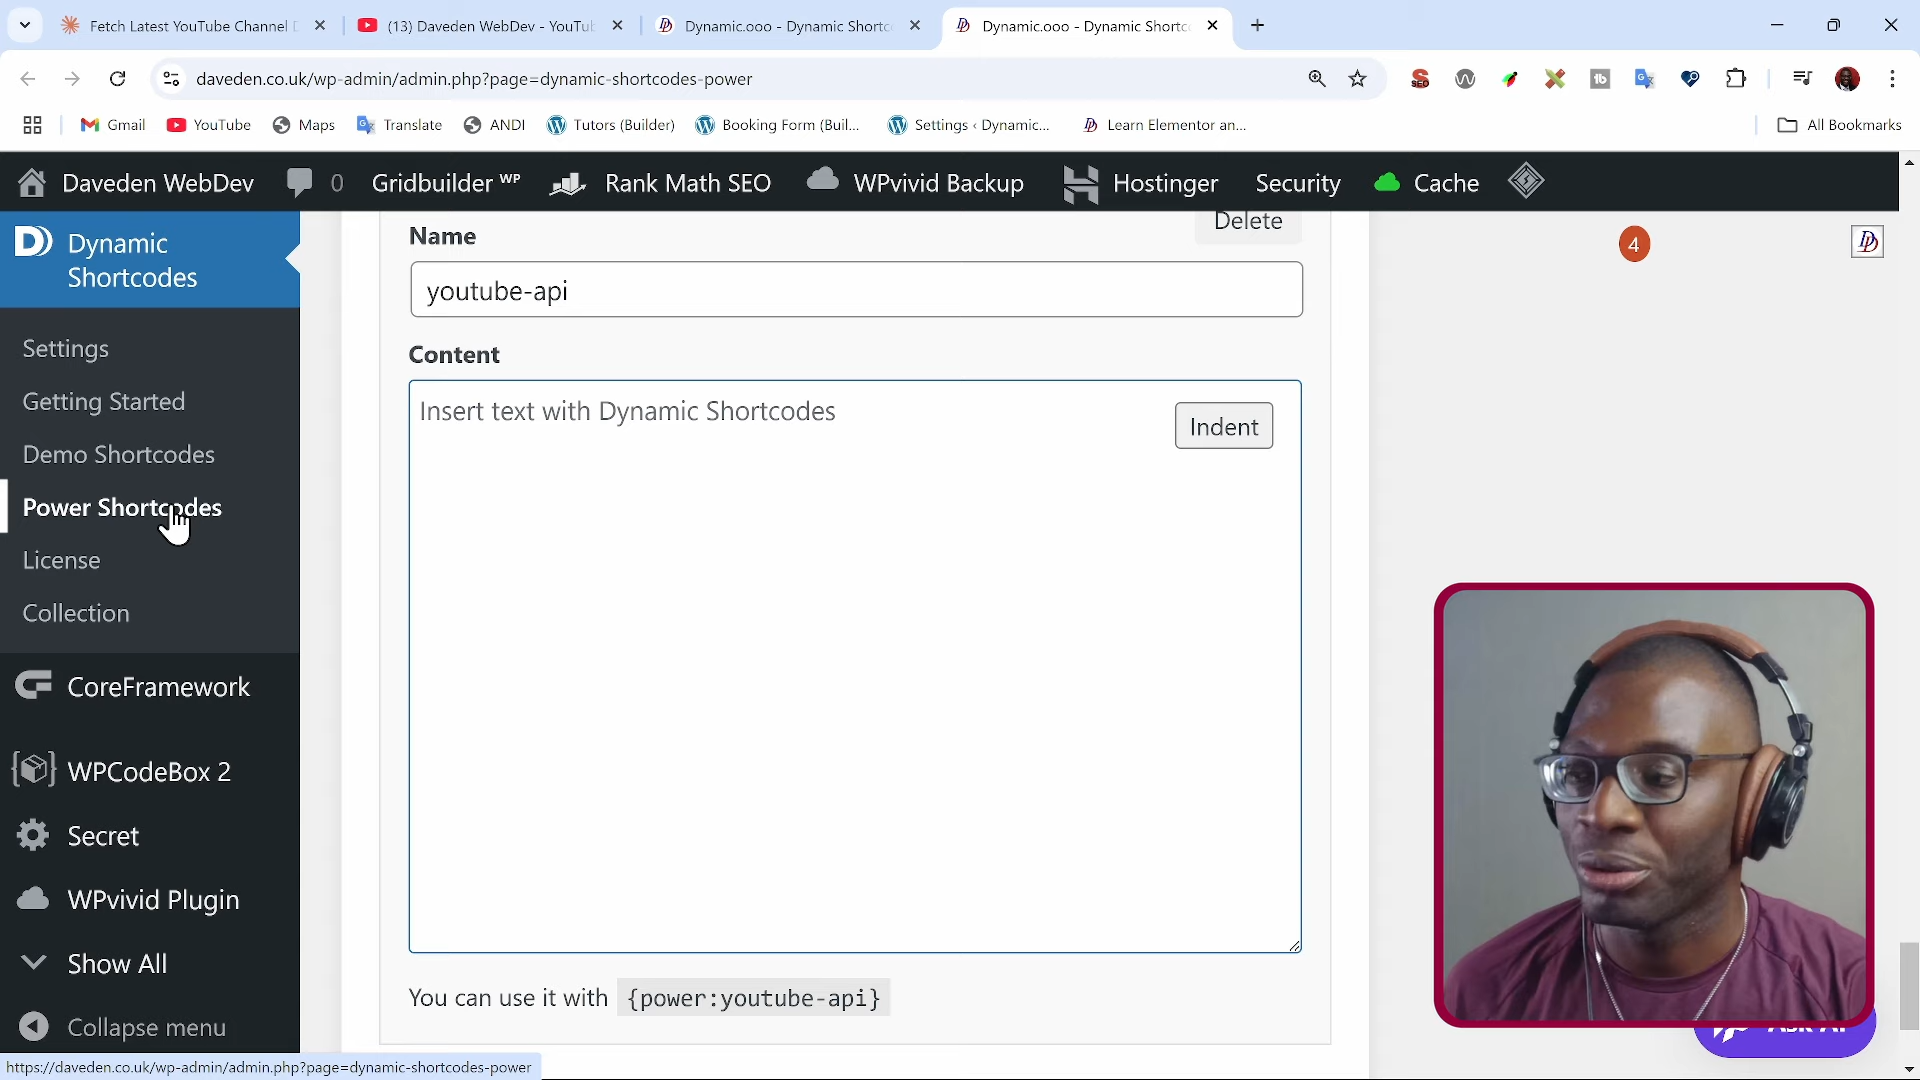 Fetch Latest YouTube Channel
(13) Daveden WebDev - YouTu
Dynamic.ooo - Dynamic Shortc
Dynamic.ooo - Dynamic Shortc
daveden.co.uk/wp-admin/admin.php?page=dynamic-shortcodes-power
Gmail
YouTube
Maps
Translate
ANDI
Tutors (Builder)
Booking Form (Buil...
Settings ‹ Dynamic...
Learn Elementor an...
All Bookmarks
Daveden WebDev
0
Gridbuilder WP
Rank Math SEO
WPvivid Backup
Hostinger
Security
Cache
Dynamic
Shortcodes
Settings
Getting Started
Demo Shortcodes
Power Shortcodes
License
Collection
CoreFramework
WPCodeBox 2
Secret
WPvivid Plugin
Show All
Collapse menu
Delete
Name
youtube-api
Content
Insert text with Dynamic Shortcodes
Indent
You can use it with {power:youtube-api}
4
Ask AI
https://daveden.co.uk/wp-admin/admin.php?page=dynamic-shortcodes-power